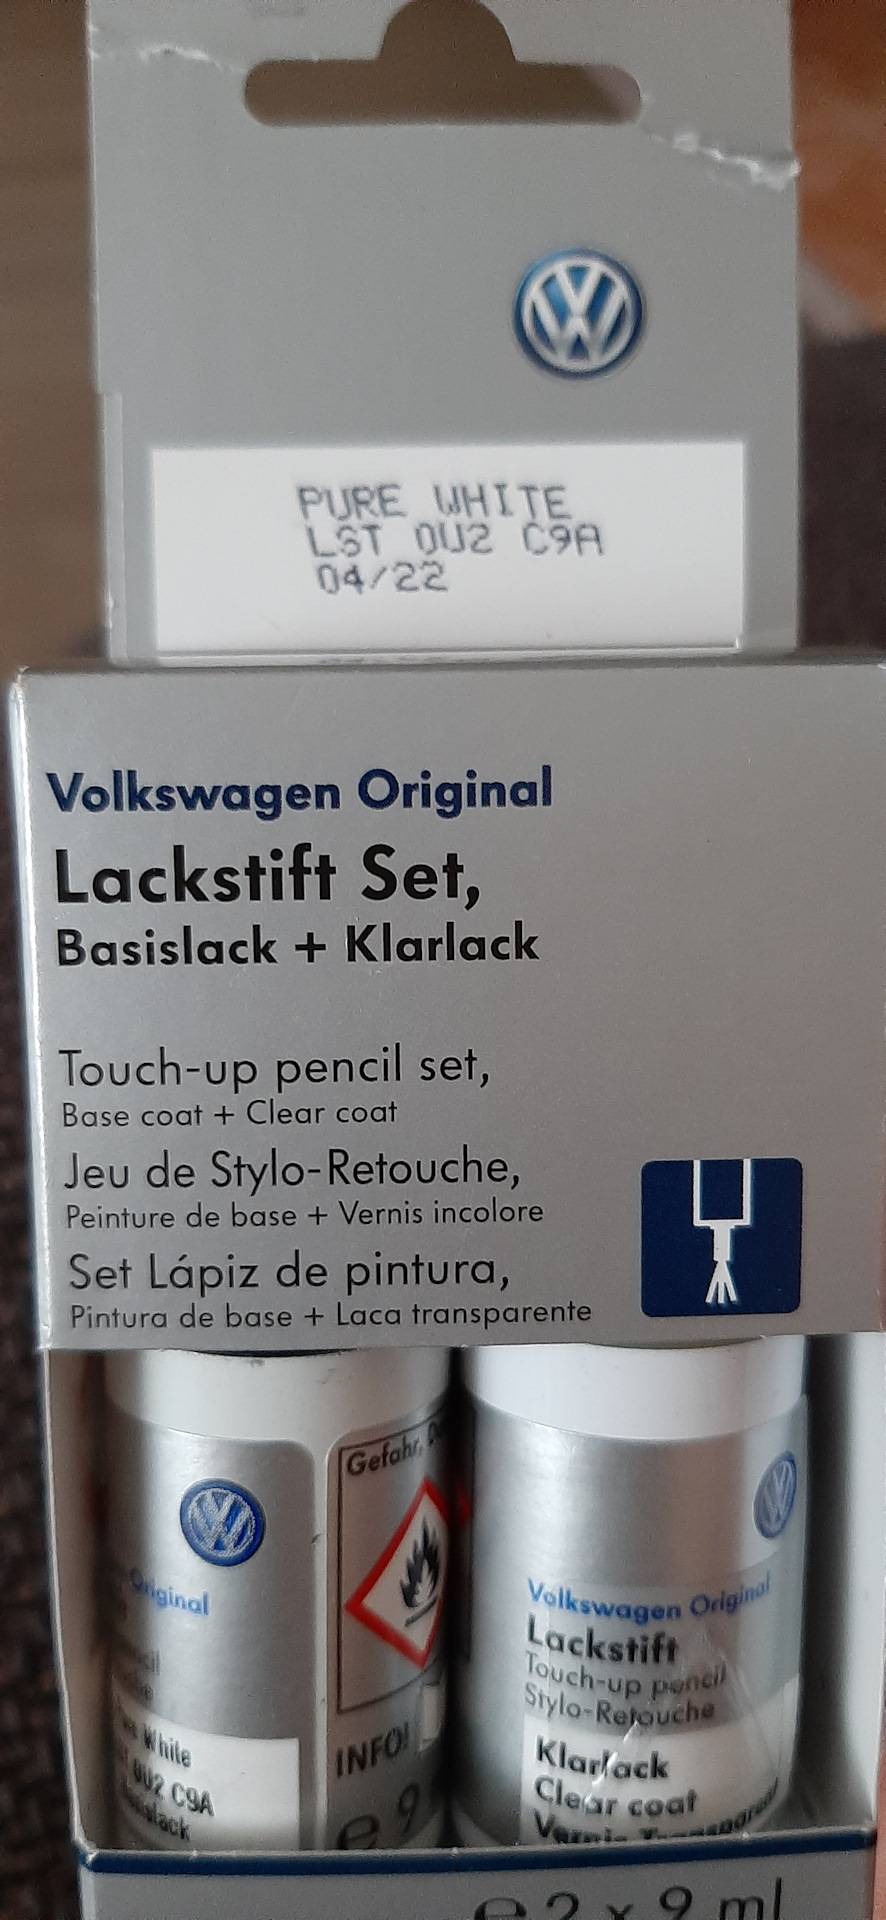 PURE WHITE
LST 0U2 C9A
04/22
Volkswagen Original
Lackstift Set,
Basislack + Klarlack
Touch-up pencil set,
Base coat + Clear coat
Jeu de Stylo-Retouche,
Peinture de base + Vernis incolore
Set Lápiz de pintura,
Pintura de base + Laca transparente
Original
White
0U2 C9A
Gefahr,
INFO!
e 9
Volkswagen Original
Lackstift
Touch-up pencil
Stylo-Retouche
Klarlack
Clear coat
Vernis Transparent
e 2 x 9 ml